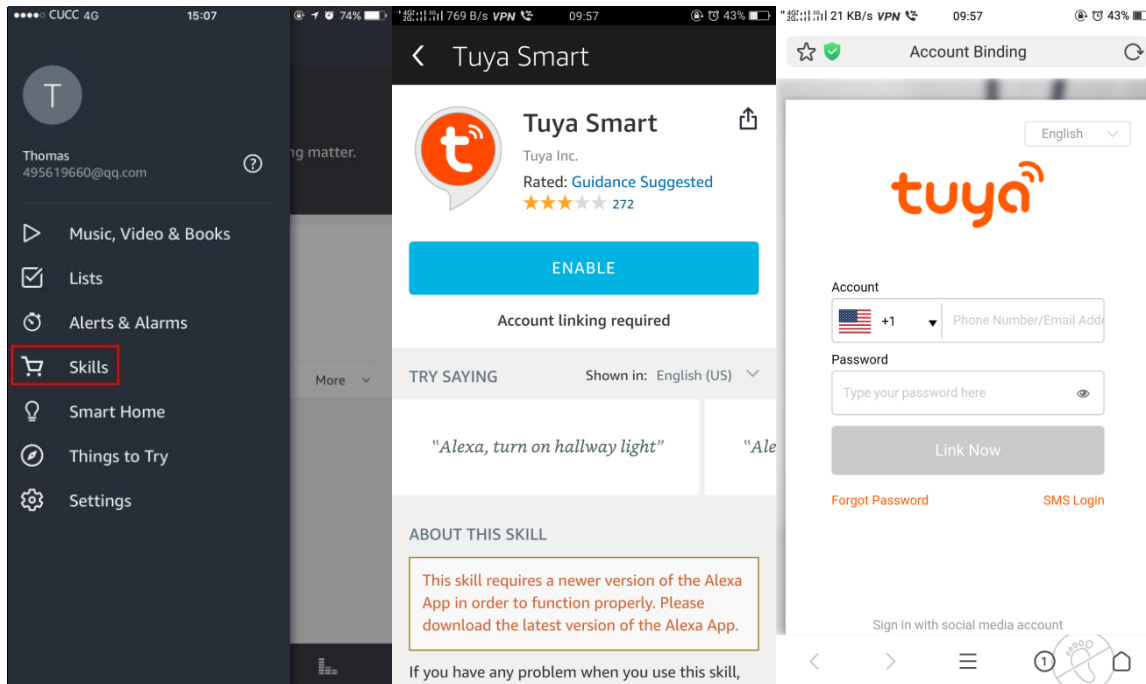 CUCC 4G 15:07 74%
T
Thomas
495619660@qq.com
Music, Video & Books
Lists
Alerts & Alarms
Skills
Smart Home
Things to Try
Settings
ng matter.
More
769 B/s VPN 09:57 43%
Tuya Smart
Tuya Smart
Tuya Inc.
Rated: Guidance Suggested
272
ENABLE
Account linking required
TRY SAYING Shown in: English (US)
"Alexa, turn on hallway light" "Ale
ABOUT THIS SKILL
This skill requires a newer version of the Alexa
App in order to function properly. Please
download the latest version of the Alexa App.
If you have any problem when you use this skill,
21 KB/s VPN 09:57 43%
Account Binding
English
tuya
Account
+1 Phone Number/Email Addr
Password
Type your password here
Link Now
Forgot Password SMS Login
Sign in with social media account
1